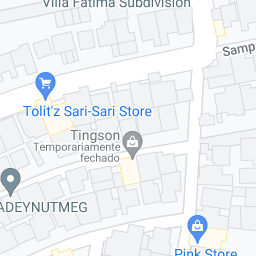 Villa Fatima Subdivision
Samp
Tolit'z Sari-Sari Store
Tingson
Temporariamente
fechado
ADEYNUTMEG
Pink Store